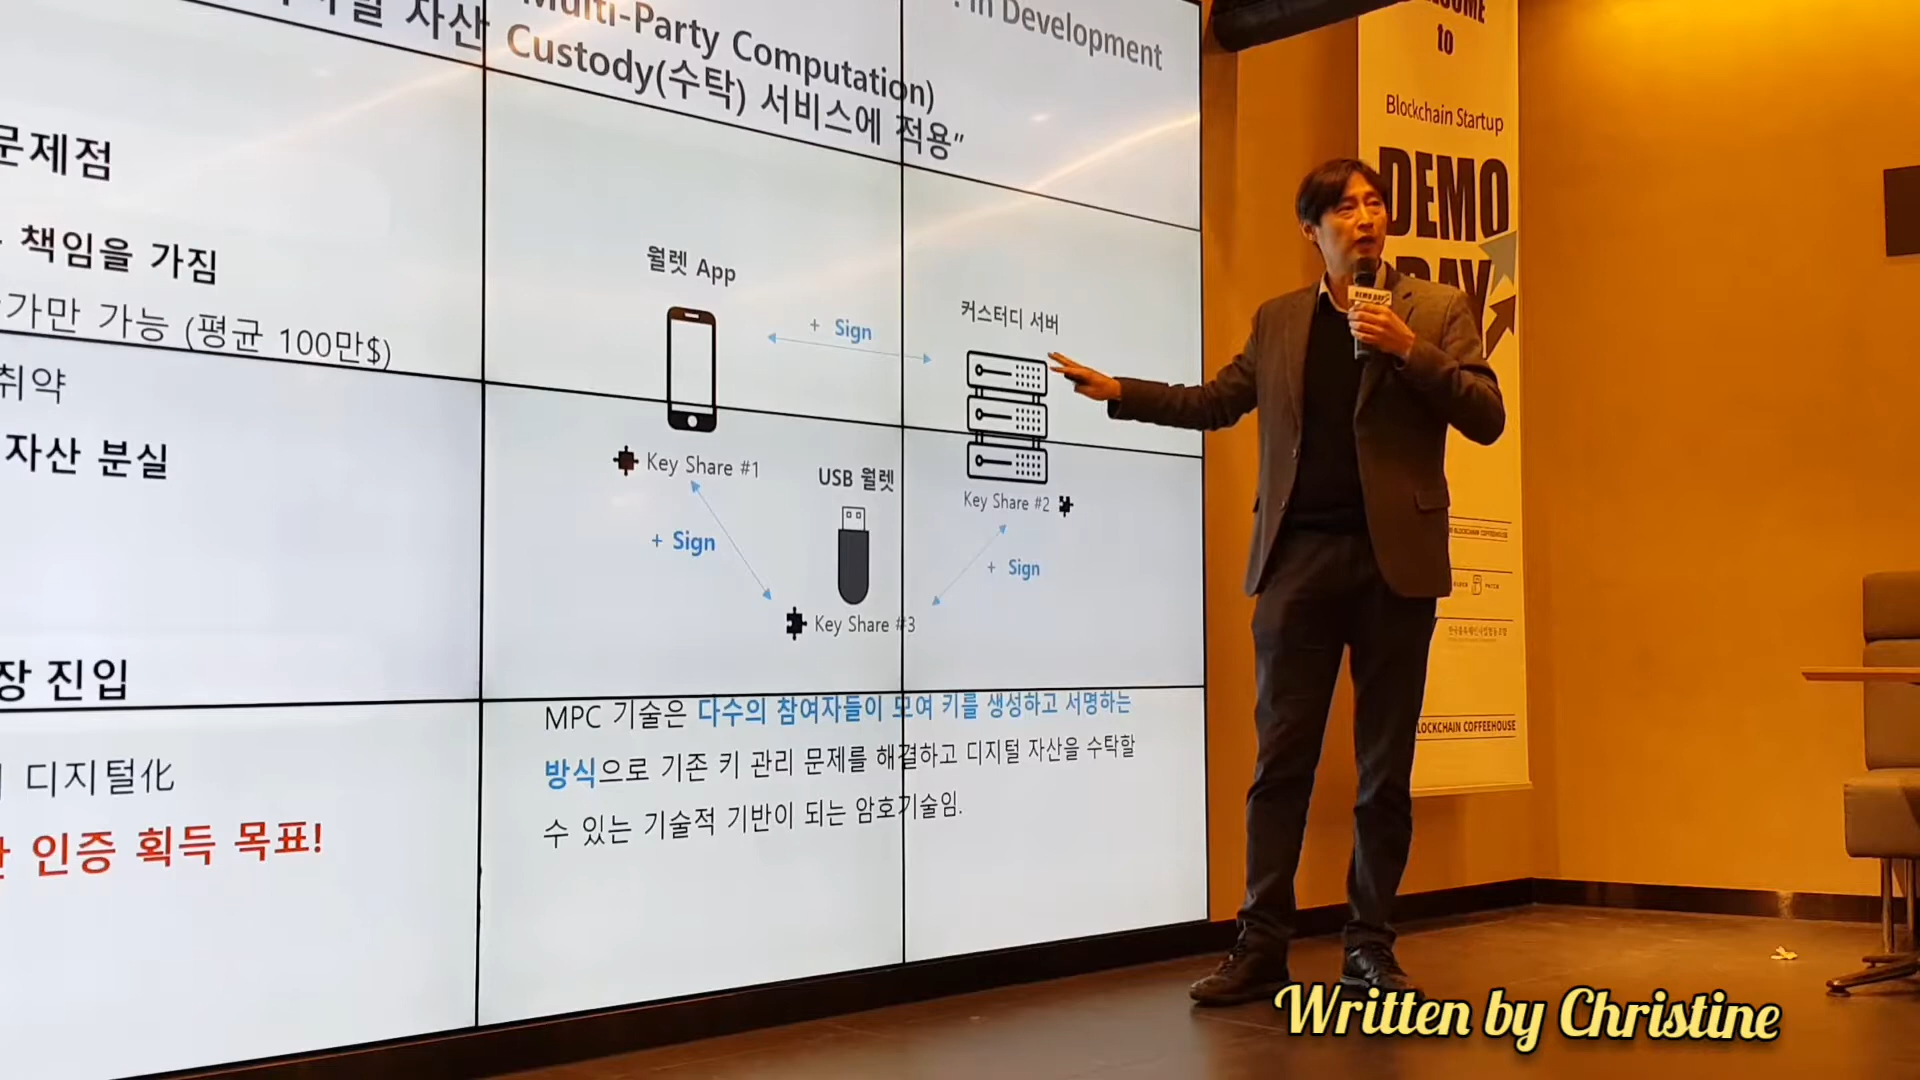 자산
Multi-Party Computation)
Custody(수탁) 서비스에 적용"
: In Development
문제점
책임을 가짐
가만 가능 (평균 100만$)
취약
자산 분실
장 진입
디지털化
인증 획득 목표!
월렛 App
+ Sign
커스터디 서버
Key Share #1
USB 월렛
Key Share #2
+ Sign
+ Sign
Key Share #3
MPC 기술은 다수의 참여자들이 모여 키를 생성하고 서명하는
방식으로 기존 키 관리 문제를 해결하고 디지털 자산을 수탁할
수 있는 기술적 기반이 되는 암호기술임.
to
Blockchain Startup
DEMO
DAY
DEMO DAY
BLOCKCHAIN COFFEEHOUSE
BLOCKCHAIN COFFEEHOUSE
Written by Christine